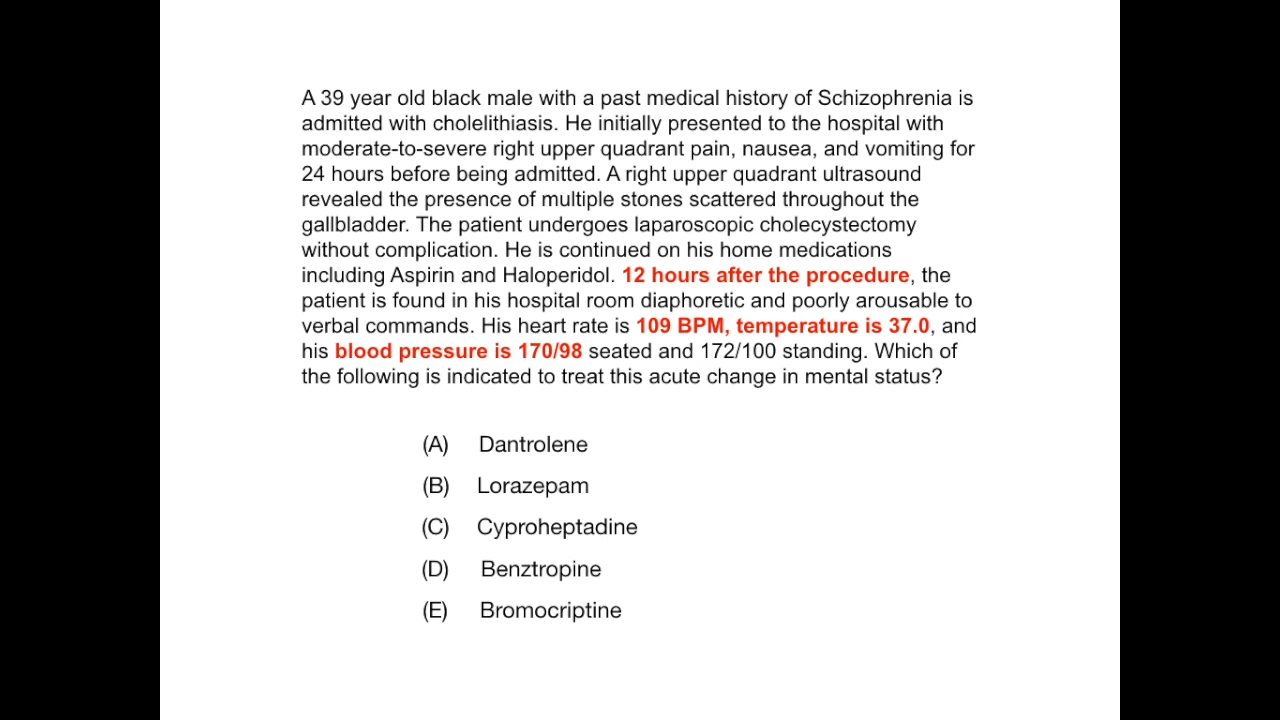 A 39 year old black male with a past medical history of Schizophrenia is
admitted with cholelithiasis. He initially presented to the hospital with
moderate-to-severe right upper quadrant pain, nausea, and vomiting for
24 hours before being admitted. A right upper quadrant ultrasound
revealed the presence of multiple stones scattered throughout the
gallbladder. The patient undergoes laparoscopic cholecystectomy
without complication. He is continued on his home medications
including Aspirin and Haloperidol. 12 hours after the procedure, the
patient is found in his hospital room diaphoretic and poorly arousable to
verbal commands. His heart rate is 109 BPM, temperature is 37.0, and
his blood pressure is 170/98 seated and 172/100 standing. Which of
the following is indicated to treat this acute change in mental status?
(A) Dantrolene
(B) Lorazepam
(C) Cyproheptadine
(D) Benztropine
(E) Bromocriptine